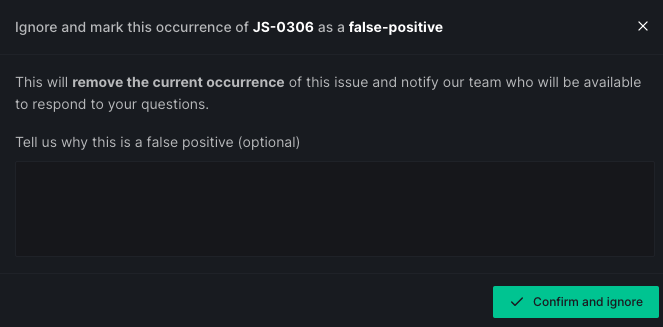 Ignore and mark this occurrence of JS-0306 as a false-positive
This will remove the current occurrence of this issue and notify our team who will be available
to respond to your questions.
Tell us why this is a false positive (optional)
Confirm and ignore